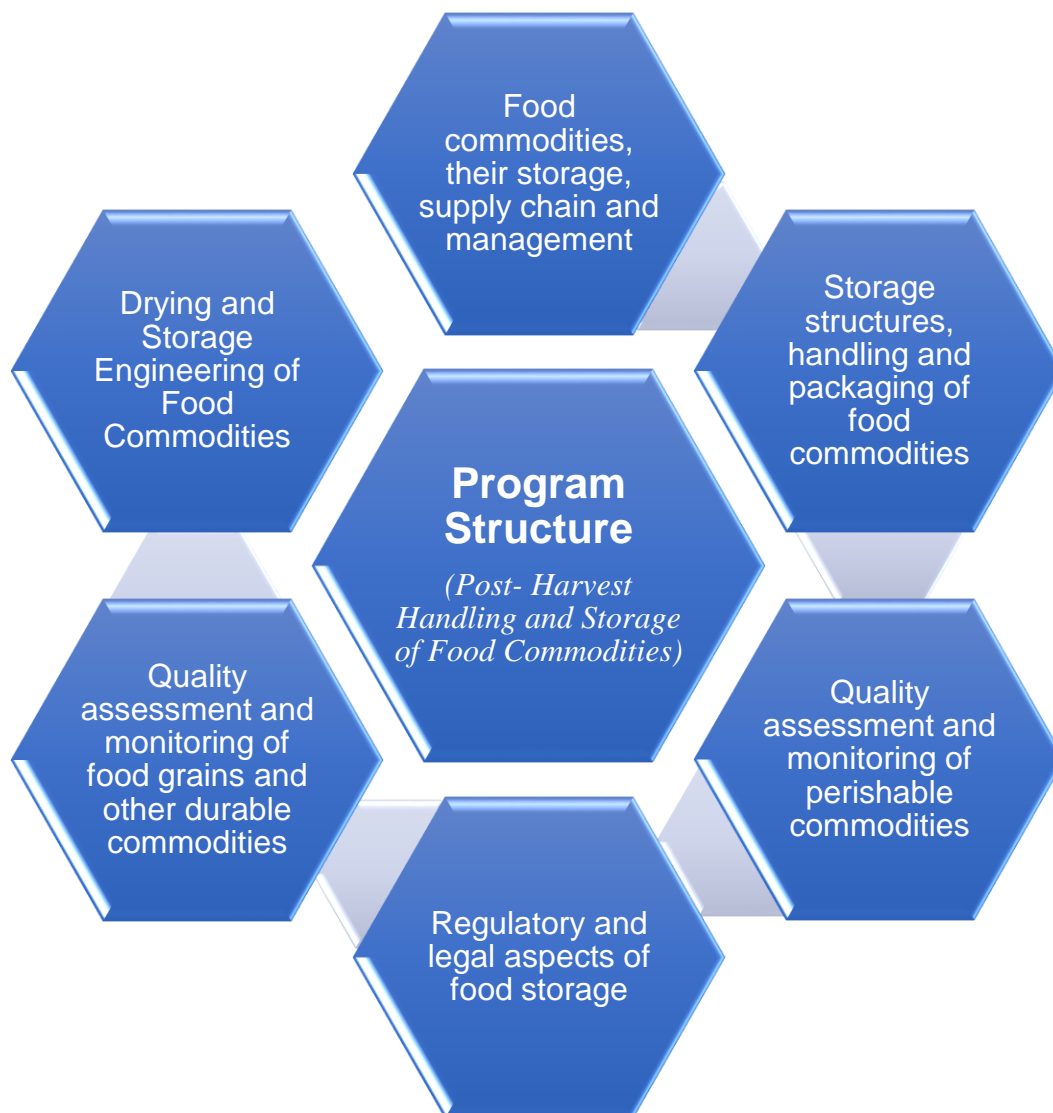 Food
commodities,
their storage,
supply chain and
management
Storage
structures,
handling and
packaging of
food
commodities
Quality
assessment and
monitoring of
perishable
commodities
Regulatory and
legal aspects of
food storage
Quality
assessment and
monitoring of
food grains and
other durable
commodities
Drying and
Storage
Engineering of
Food
Commodities
Program
Structure
(Post- Harvest
Handling and Storage
of Food Commodities)